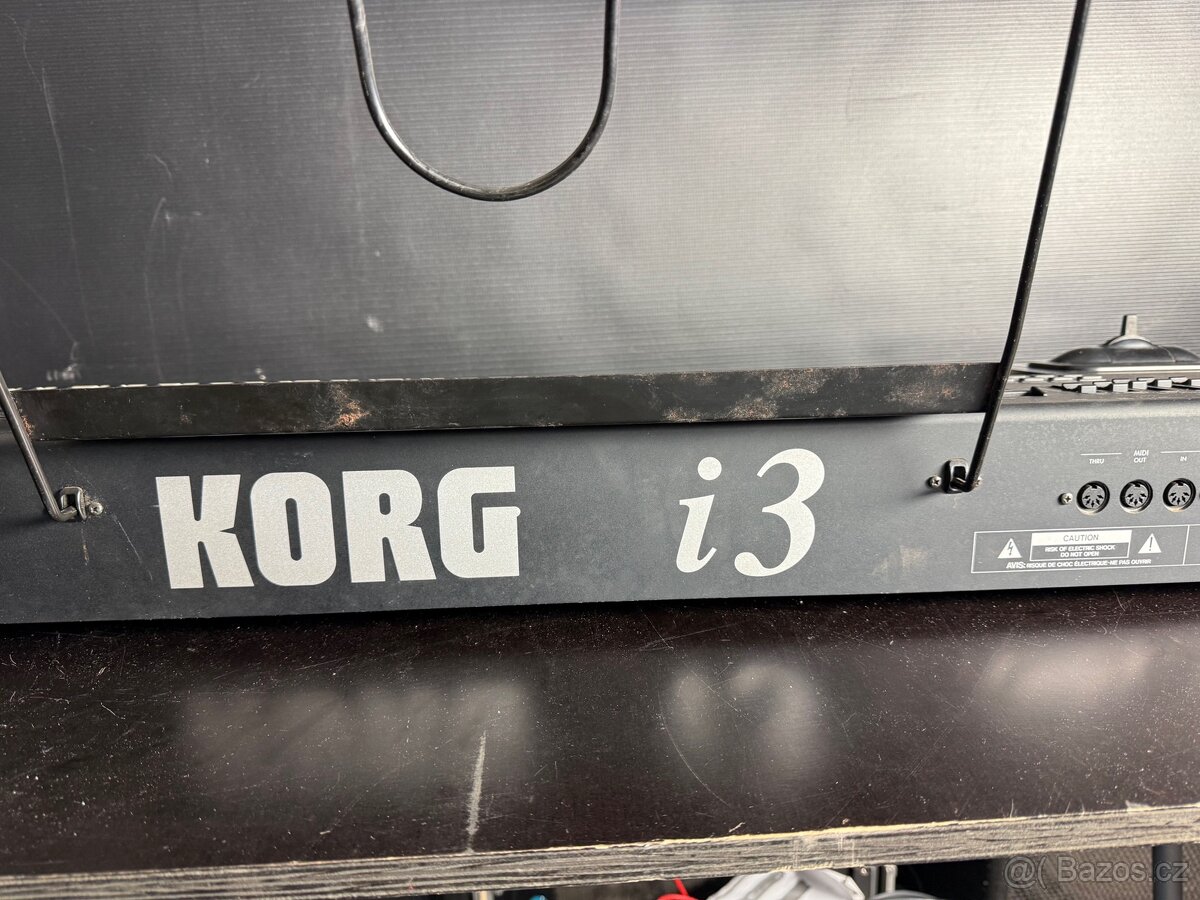 KORG i3
THRU MIDI OUT IN
CAUTION
RISK OF ELECTRIC SHOCK
DO NOT OPEN
AVIS: RISQUE DE CHOC ÉLECTRIQUE-NE PAS OUVRIR
@ Bazos.cz